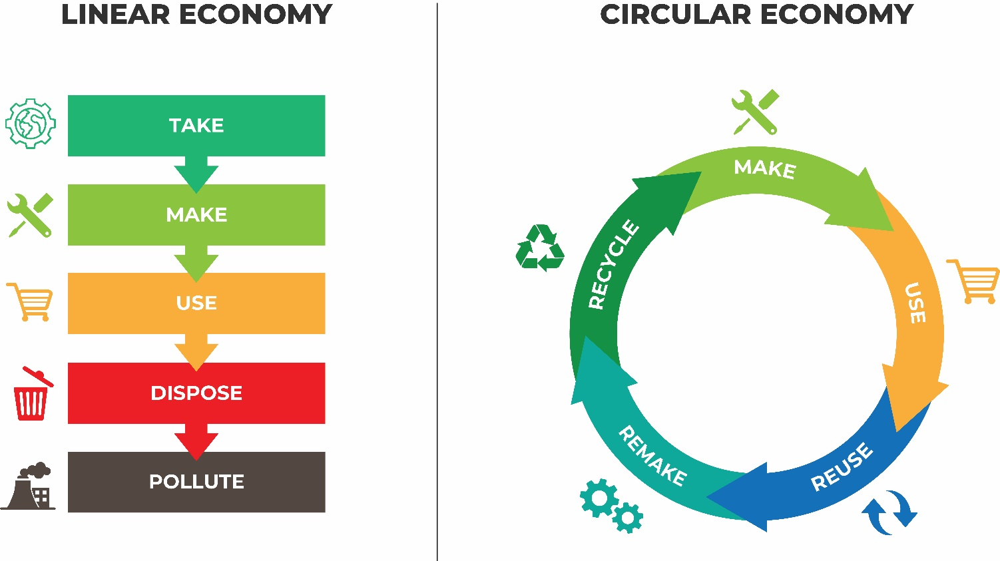 LINEAR ECONOMY
TAKE
MAKE
USE
DISPOSE
POLLUTE
CIRCULAR ECONOMY
MAKE
USE
REUSE
REMAKE
RECYCLE